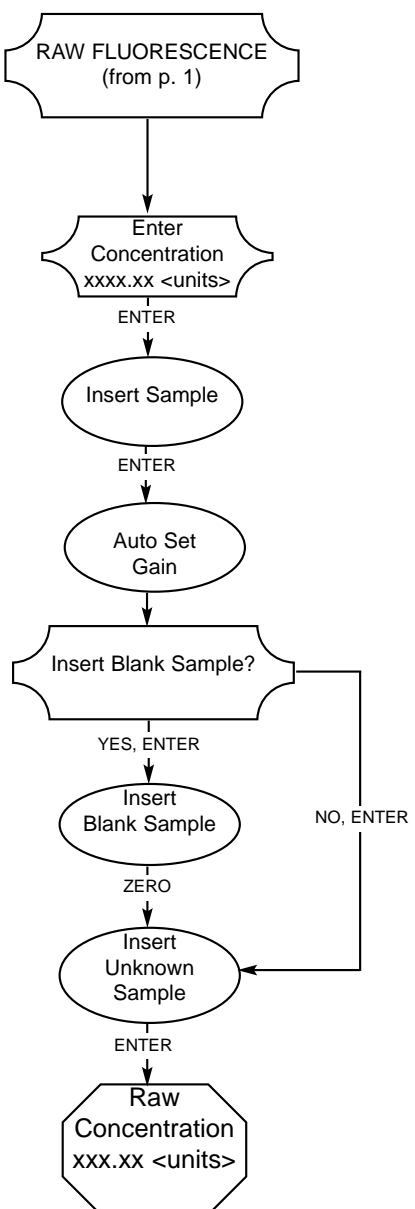 RAW FLUORESCENCE
(from p. 1)
Enter
Concentration
xxxx.xx <units>
ENTER
Insert Sample
ENTER
Auto Set
Gain
Insert Blank Sample?
YES, ENTER
Insert
Blank Sample
NO, ENTER
ZERO
Insert
Unknown
Sample
ENTER
Raw
Concentration
xxx.xx <units>